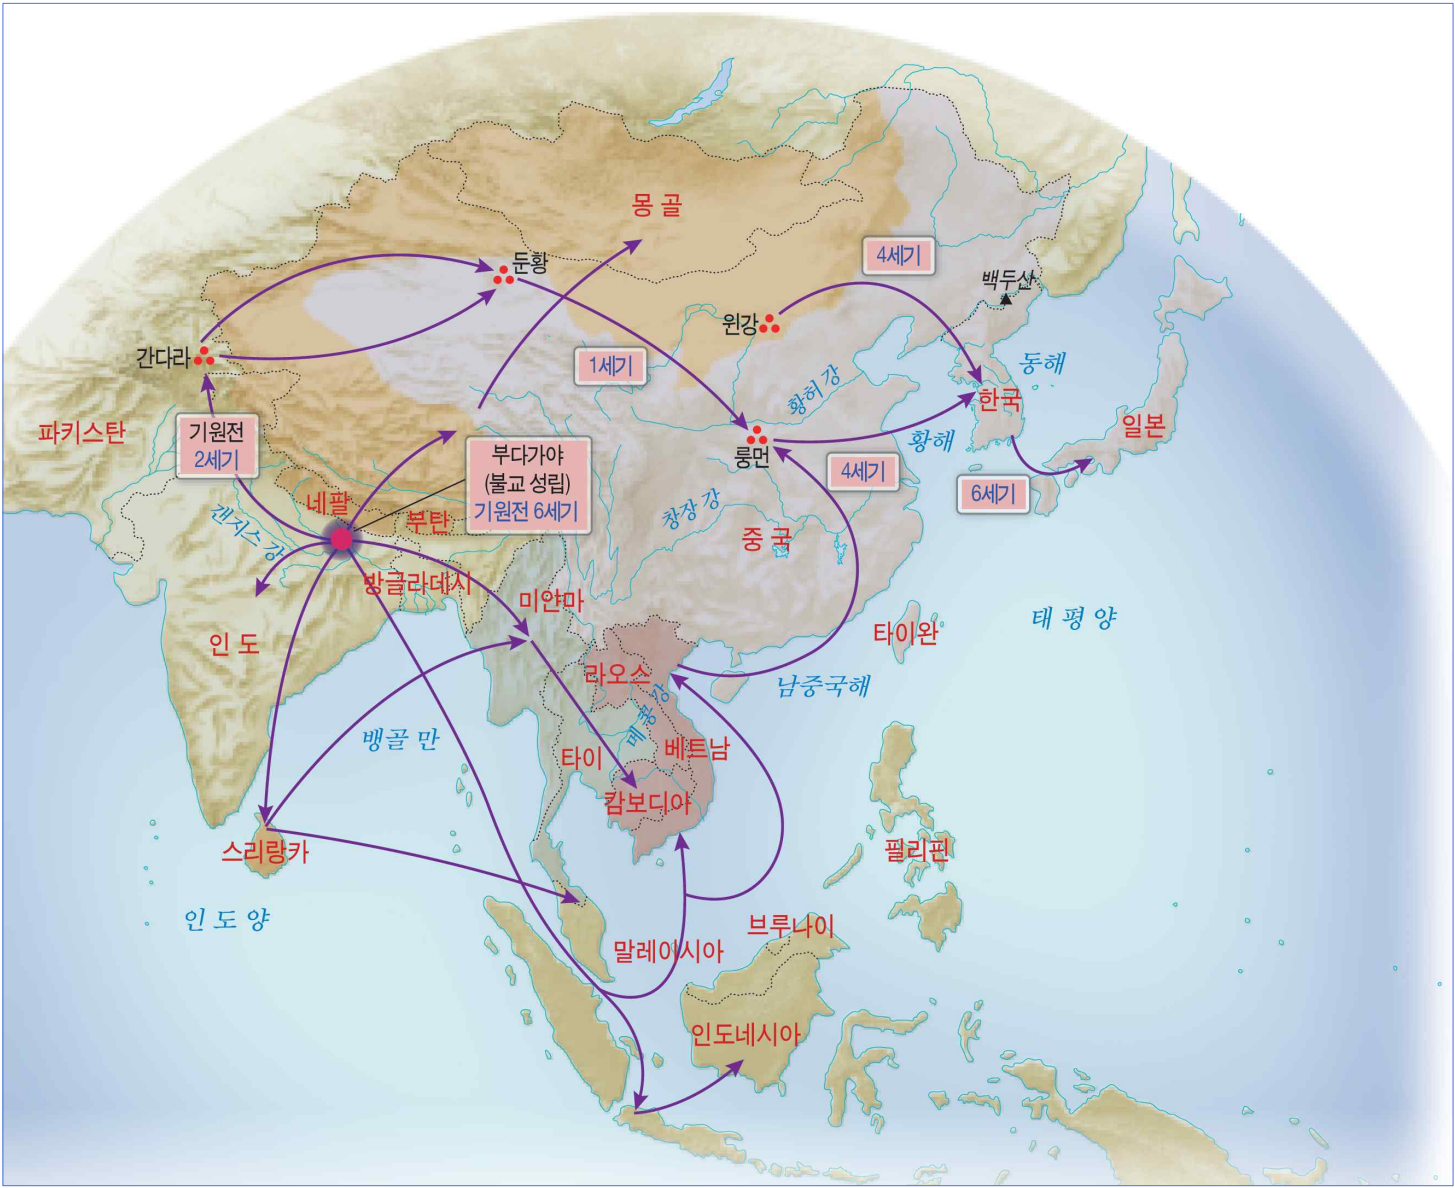 몽 골
둔황
4세기
백두산
윈강
간다라
1세기
동해
황허 강
한국
파키스탄
기원전
2세기
일본
황해
룽먼
부다가야
(불교 성립)
기원전 6세기
4세기
6세기
네팔
부탄
갠지스 강
창장 강
중 국
방글라데시
미얀마
태 평 양
타이완
인 도
라오스
남중국해
메콩 강
뱅골 만
타이
베트남
캄보디아
스리랑카
필리핀
인 도 양
브루나이
말레이시아
인도네시아